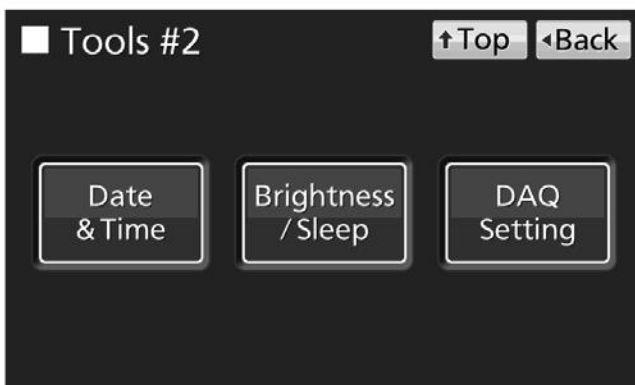 ■ Tools #2
↑Top
◂Back
Date
& Time
Brightness
/ Sleep
DAQ
Setting